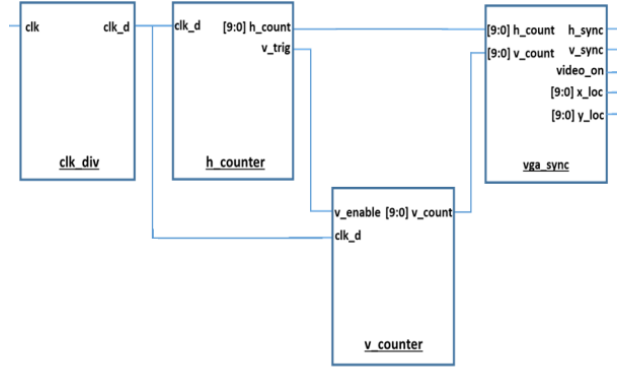 clk clk_d
clk_div
clk_d [9:0] h_count
v_trig
h_counter
[9:0] h_count h_sync
[9:0] v_count v_sync
video_on
[9:0] x_loc
[9:0] y_loc
vga_sync
v_enable [9:0] v_count
clk_d
v_counter